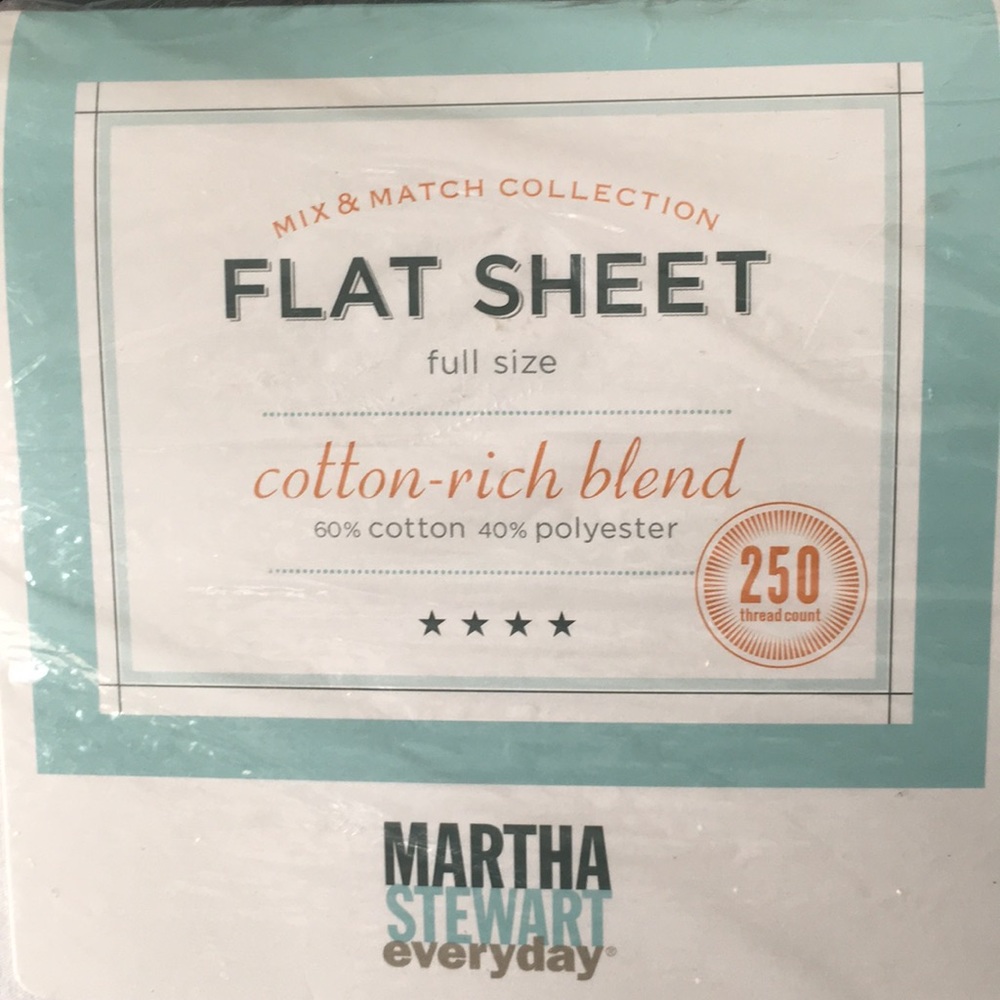 MIX & MATCH COLLECTION
FLAT SHEET
full size
cotton-rich blend
60% cotton 40% polyester
250
thread count
★ ★ ★ ★
MARTHA
STEWART
everyday®